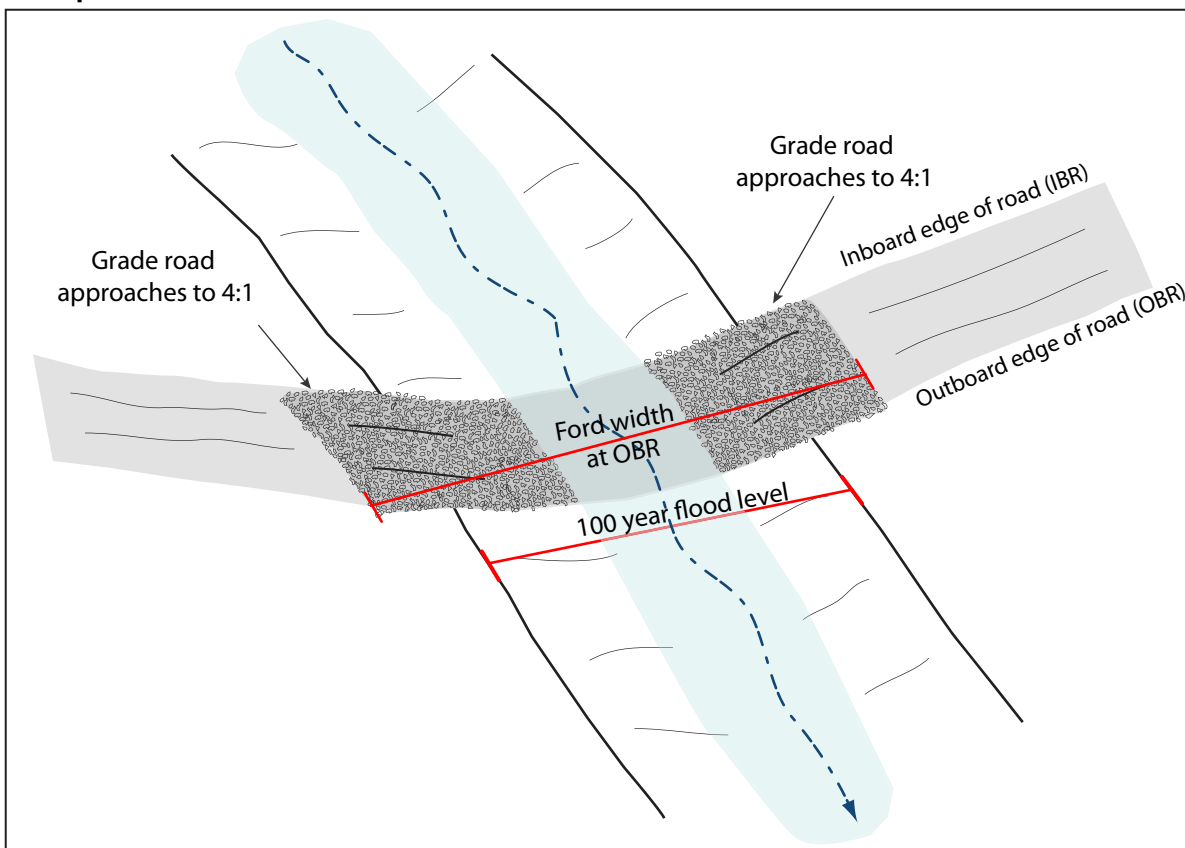 Grade road
approaches to 4:1
Inboard edge of road (IBR)
Grade road
approaches to 4:1
Outboard edge of road (OBR)
Ford width
at OBR
100 year flood level